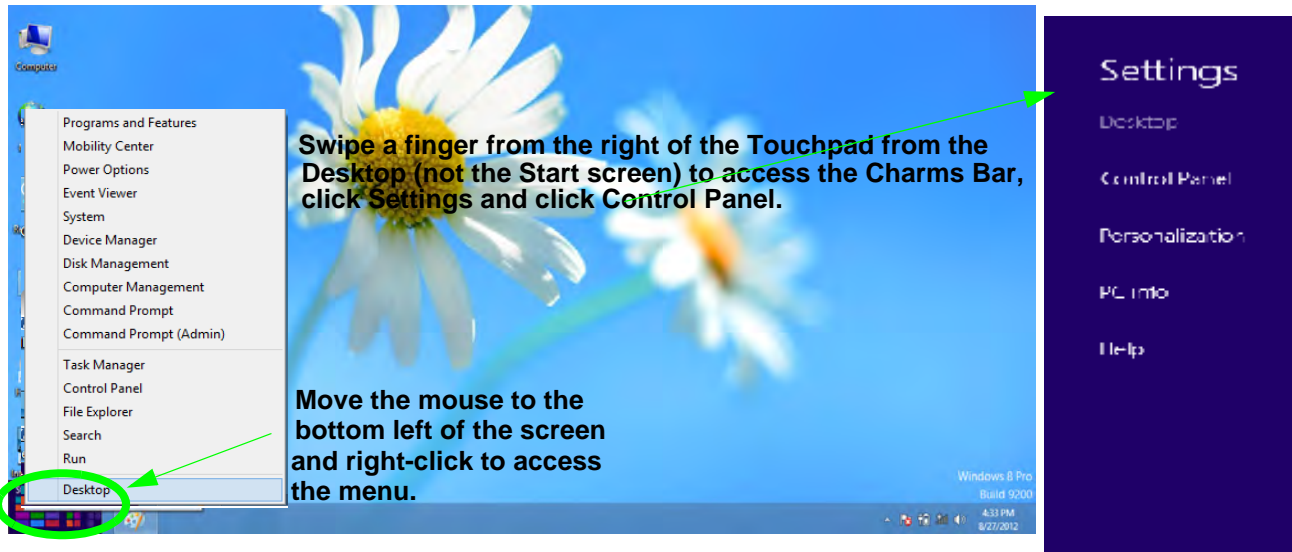 Computer
Programs and Features
Mobility Center
Power Options
Event Viewer
System
Device Manager
Disk Management
Computer Management
Command Prompt
Command Prompt (Admin)
Task Manager
Control Panel
File Explorer
Search
Run
Desktop
Swipe a finger from the right of the Touchpad from the
Desktop (not the Start screen) to access the Charms Bar,
click Settings and click Control Panel.
Move the mouse to the
bottom left of the screen
and right-click to access
the menu.
Windows 8 Pro
Build 9200
4:33 PM
8/27/2012
Settings
Desktop
Control Panel
Personalization
PC info
Help